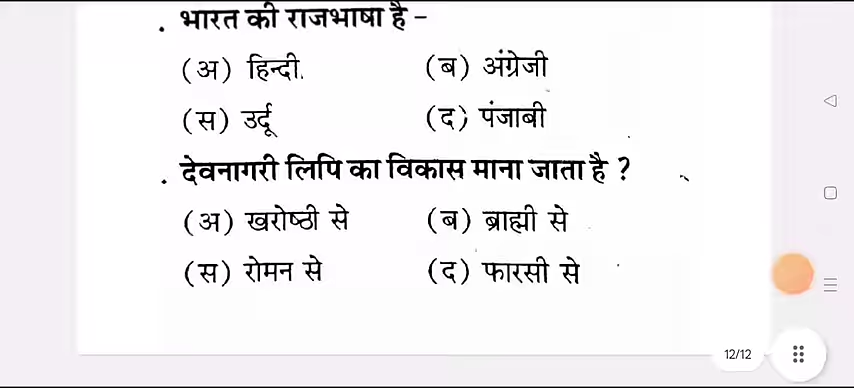 . भारत की राजभाषा है –
(अ) हिन्दी. (ब) अंग्रेजी
(स) उर्दू (द) पंजाबी
. देवनागरी लिपि का विकास माना जाता है ?
(अ) खरोष्ठी से (ब) ब्राह्मी से
(स) रोमन से (द) फारसी से
12/12